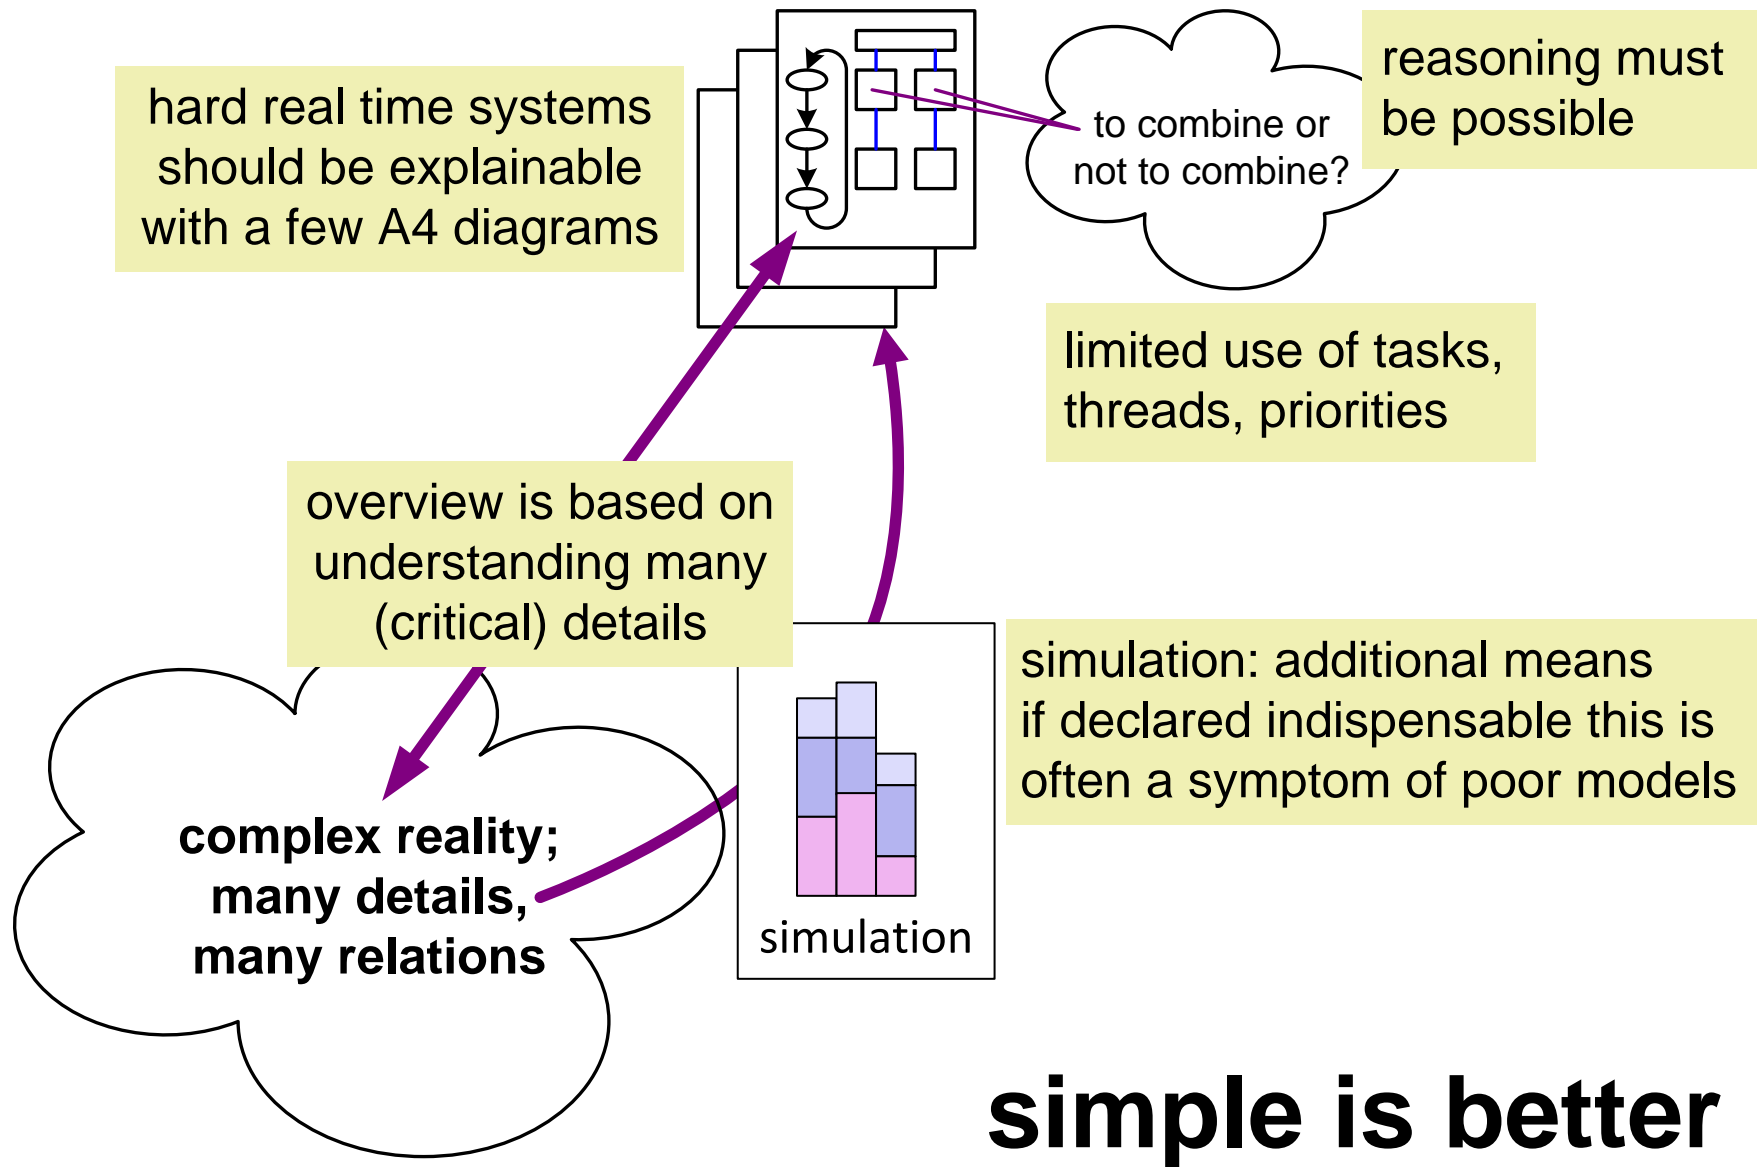 hard real time systems
should be explainable
with a few A4 diagrams
to combine or
not to combine?
reasoning must
be possible
limited use of tasks,
threads, priorities
overview is based on
understanding many
(critical) details
simulation: additional means
if declared indispensable this is
often a symptom of poor models
complex reality;
many details,
many relations
simulation
simple is better